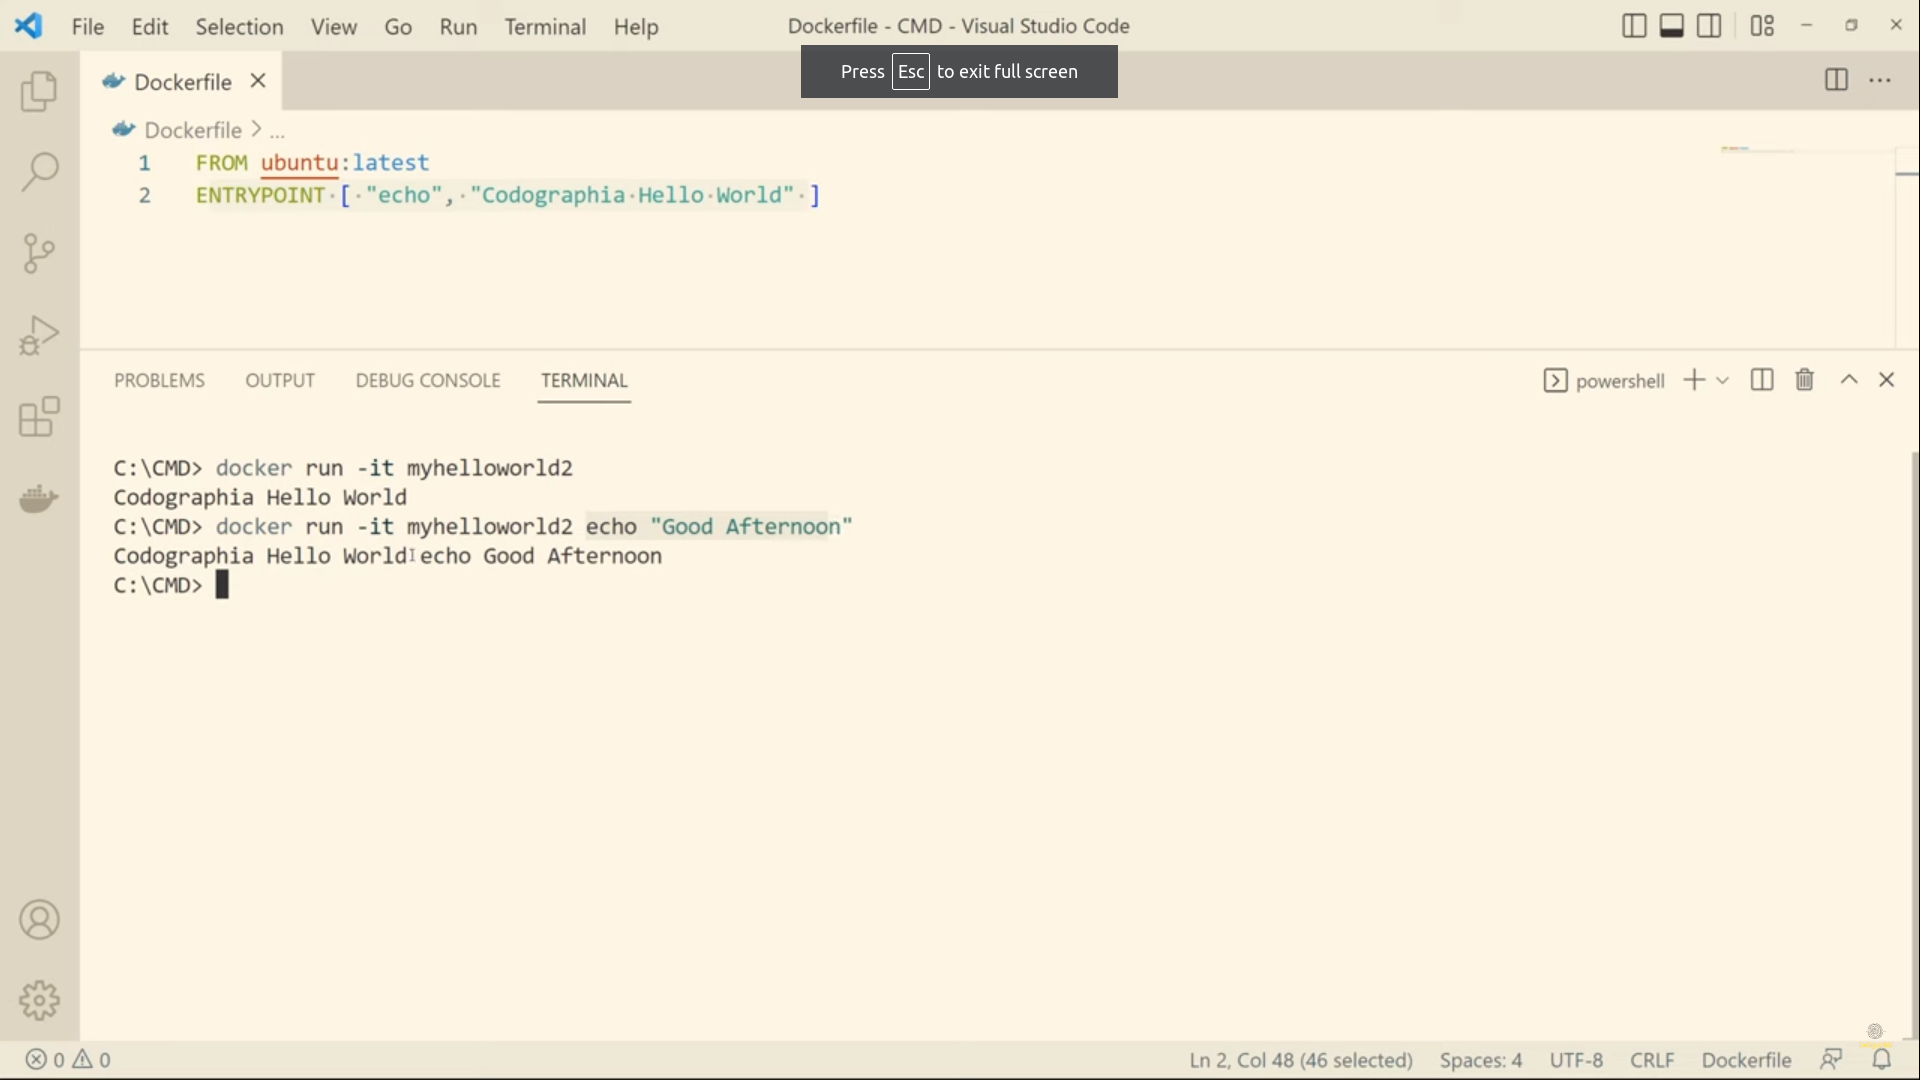 File Edit Selection View Go Run Terminal Help Dockerfile - CMD - Visual Studio Code
Press Esc to exit full screen
Dockerfile
Dockerfile > ...
1 FROM ubuntu:latest
2 ENTRYPOINT [ "echo", "Codographia Hello World" ]
PROBLEMS OUTPUT DEBUG CONSOLE TERMINAL powershell
C:\CMD> docker run -it myhelloworld2
Codographia Hello World
C:\CMD> docker run -it myhelloworld2 echo "Good Afternoon"
Codographia Hello World echo Good Afternoon
C:\CMD>
0 0 Ln 2, Col 48 (46 selected) Spaces: 4 UTF-8 CRLF Dockerfile